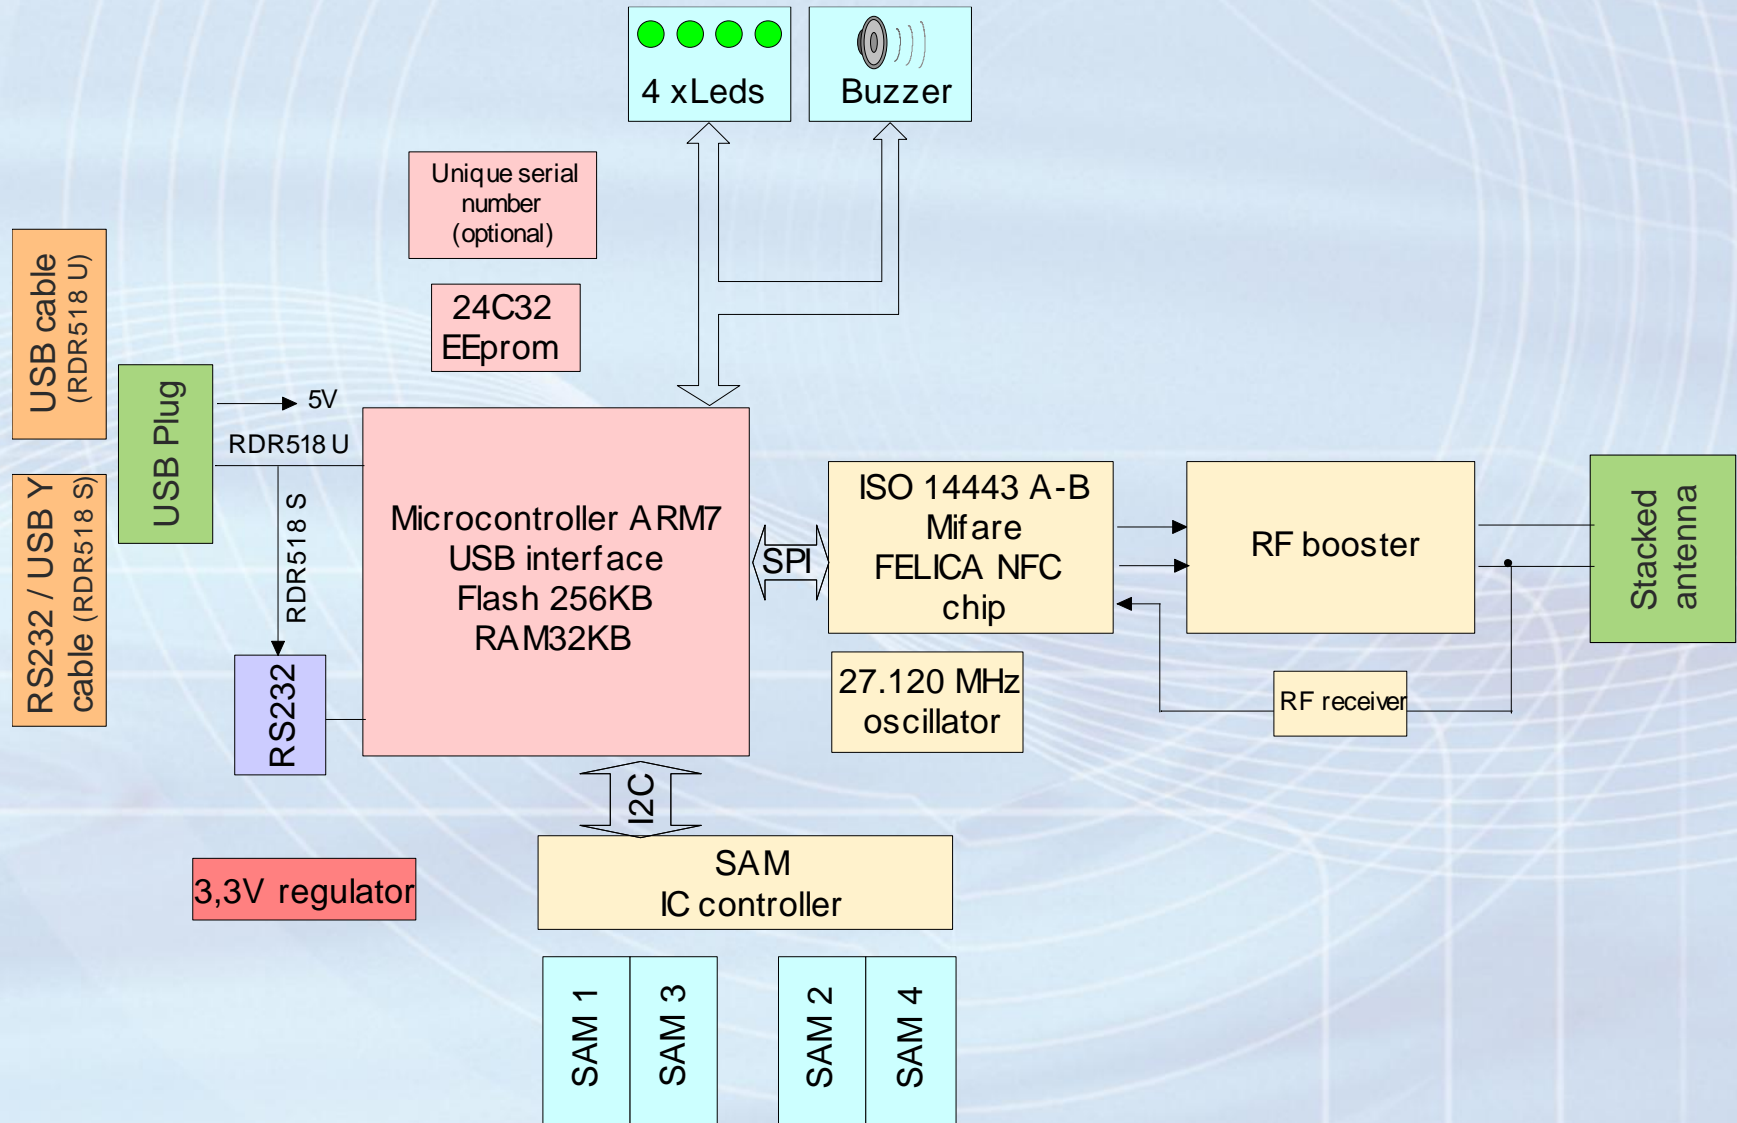 4 xLeds
Buzzer
Unique serial
number
(optional)
24C32
EEprom
USB cable
(RDR518 U)
USB Plug
5V
RDR518 U
RDR518 S
RS232 / USB Y
cable (RDR518 S)
RS232
Microcontroller ARM7
USB interface
Flash 256KB
RAM32KB
SPI
ISO 14443 A-B
Mifare
FELICA NFC
chip
27.120 MHz
oscillator
RF booster
RF receiver
Stacked
antenna
I2C
3,3V regulator
SAM
IC controller
SAM 1
SAM 3
SAM 2
SAM 4